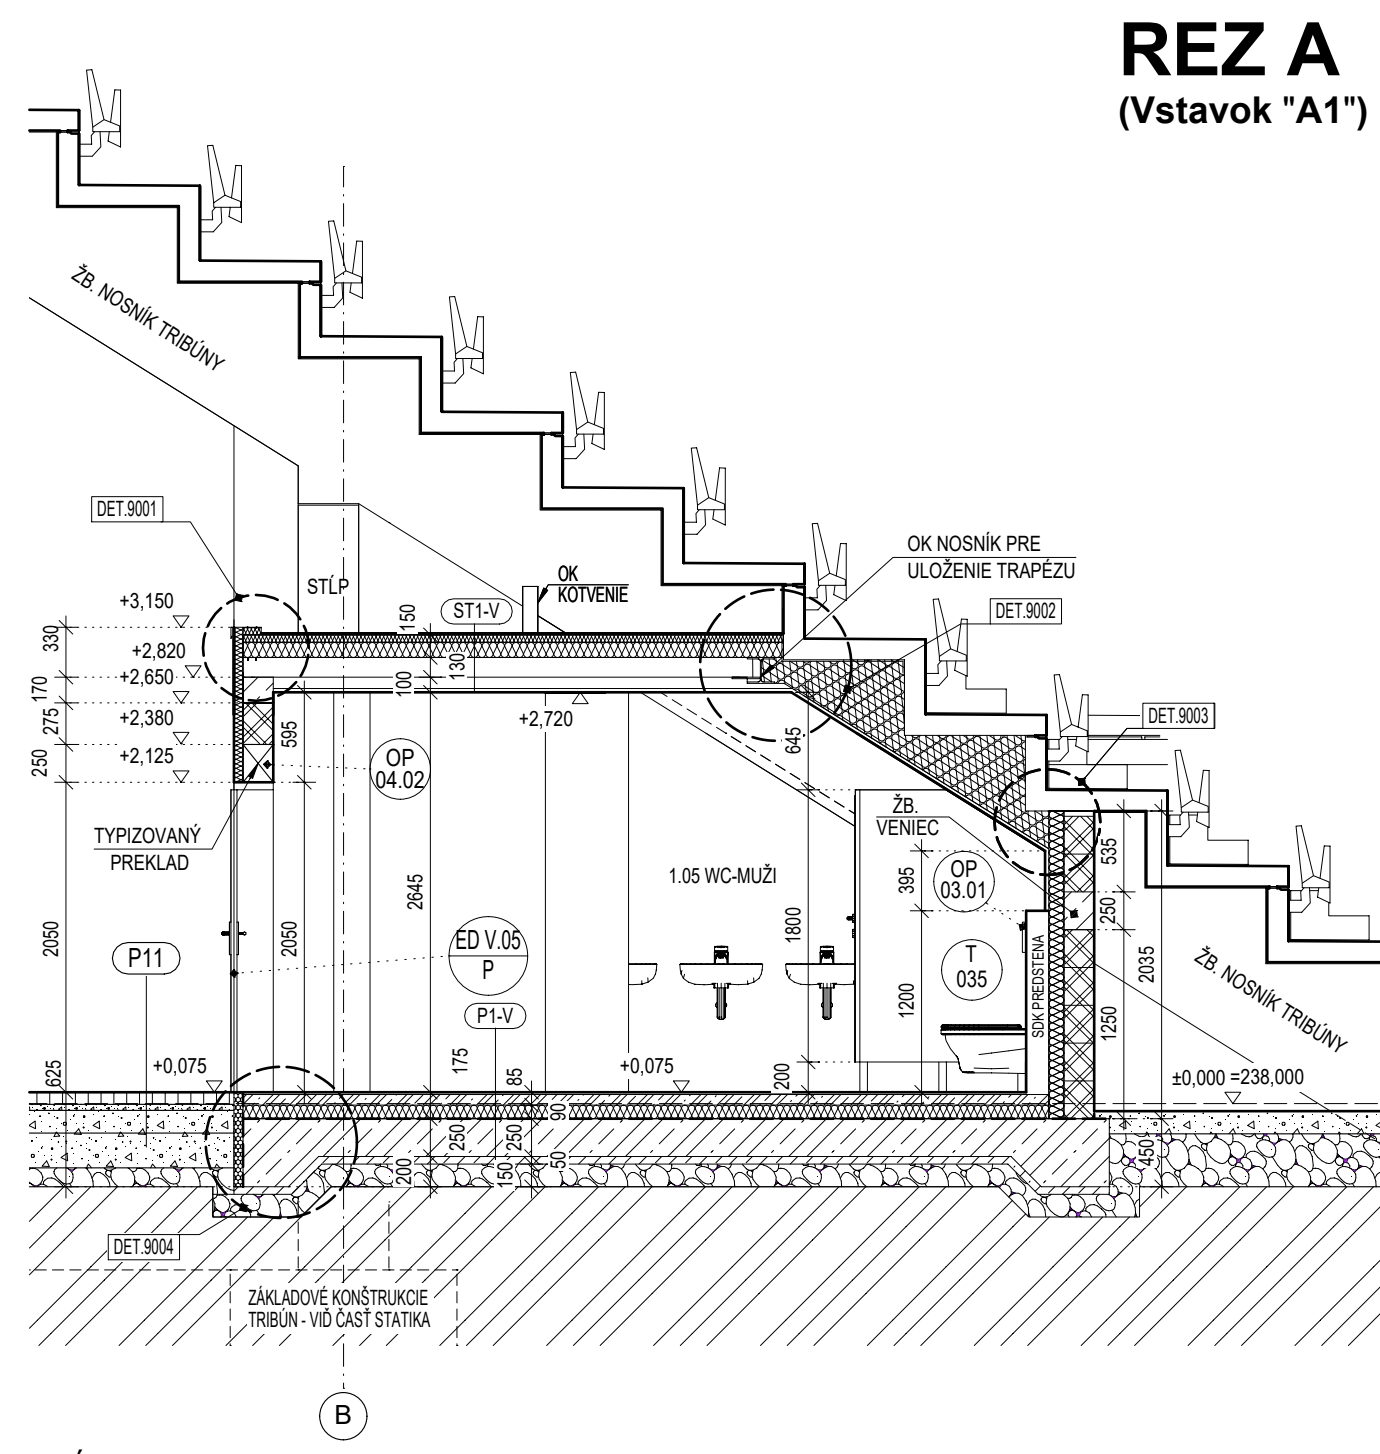 REZ A
(Vstavok "A1")
ŽB. NOSNÍK TRIBÚNY
DET.9001
STĹP
OK
KOTVENIE
OK NOSNÍK PRE
ULOŽENIE TRAPÉZU
ST1-V
DET.9002
DET.9003
+3,150
+2,820
+2,650
+2,380
+2,125
330
170
275
250
2050
625
150
130
100
595
+2,720
645
OP
04.02
TYPIZOVANÝ
PREKLAD
ŽB.
VENIEC
1.05 WC-MUŽI
OP
03.01
395
535
250
2645
2050
1800
P11
ED V.05
P
T
035
SDK PREDSTENA
1200
1250
2035
ŽB. NOSNÍK TRIBÚNY
P1-V
+0,075
175
85
+0,075
200
±0,000 =238,000
90
250
250
50
200
150
450
DET.9004
ZÁKLADOVÉ KONŠTRUKCIE
TRIBÚN - VIĎ ČASŤ STATIKA
B